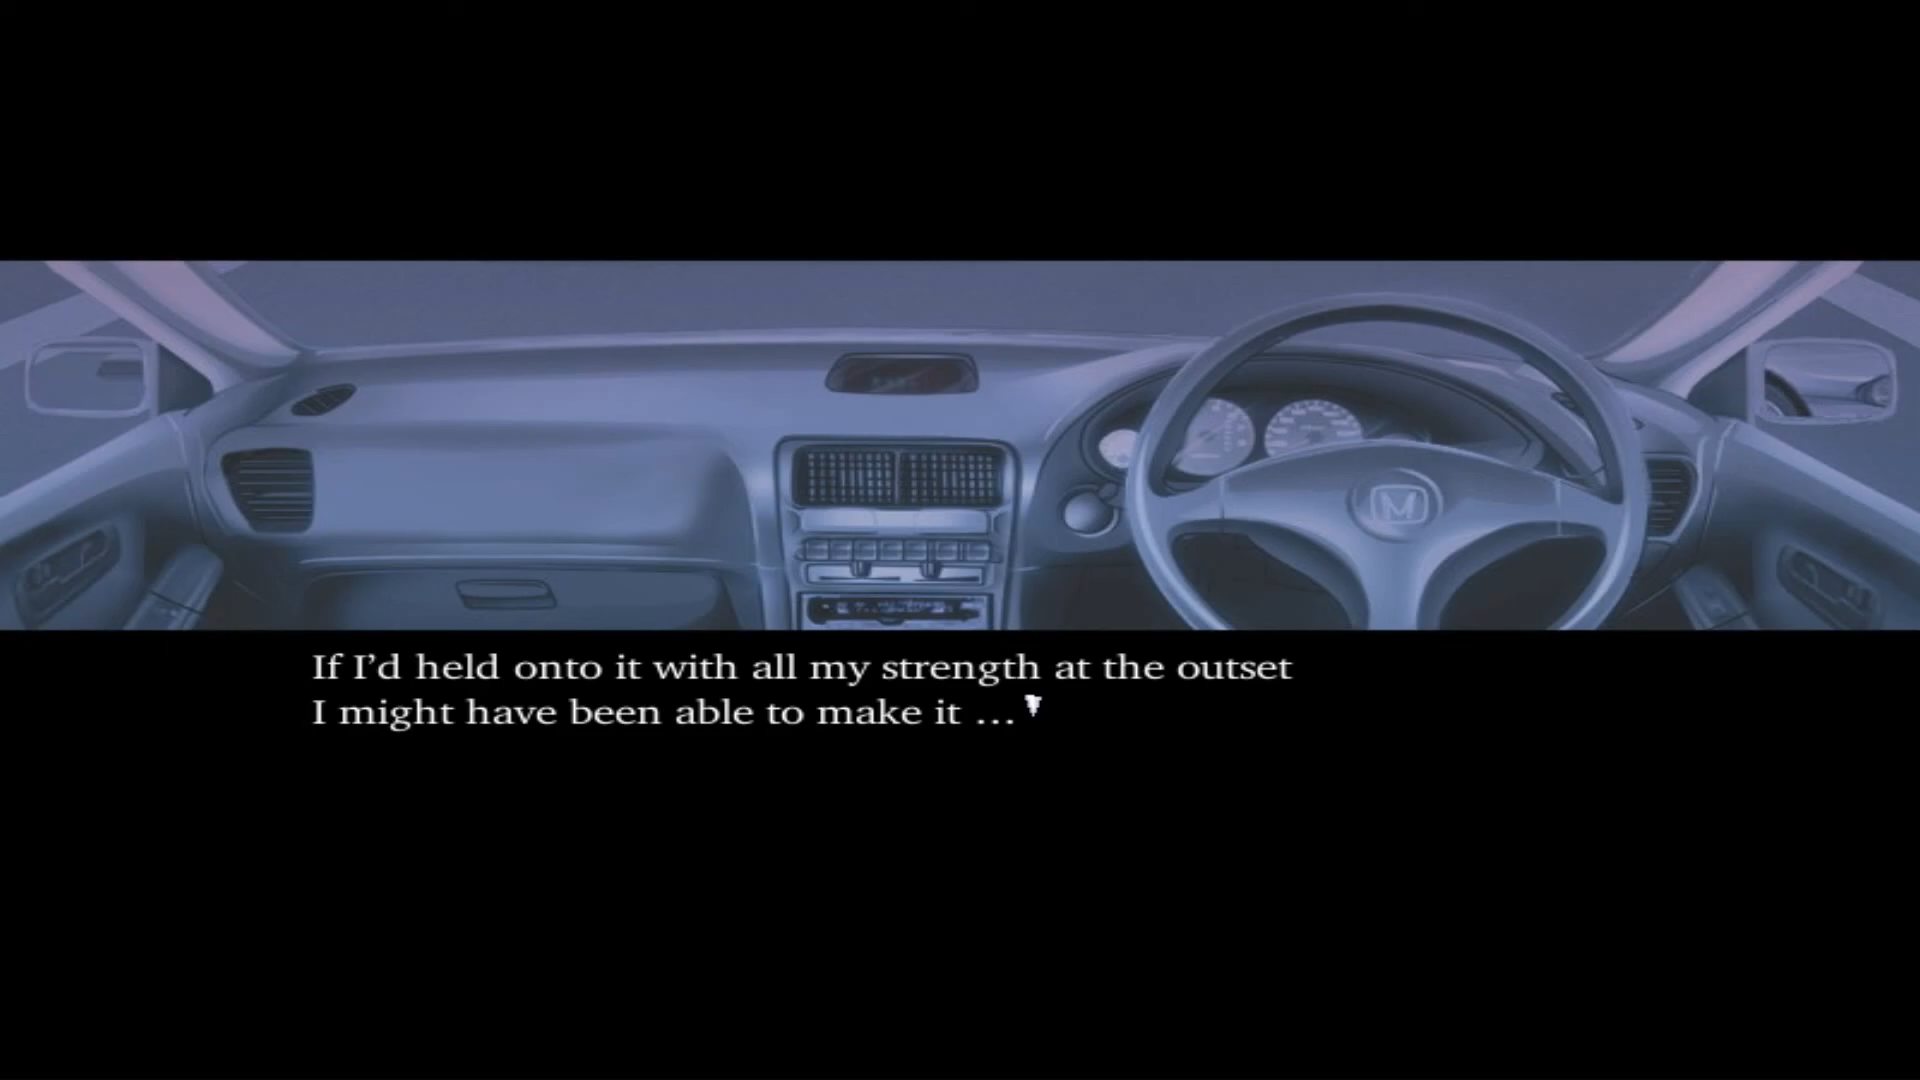 If I’d held onto it with all my strength at the outset
I might have been able to make it ...